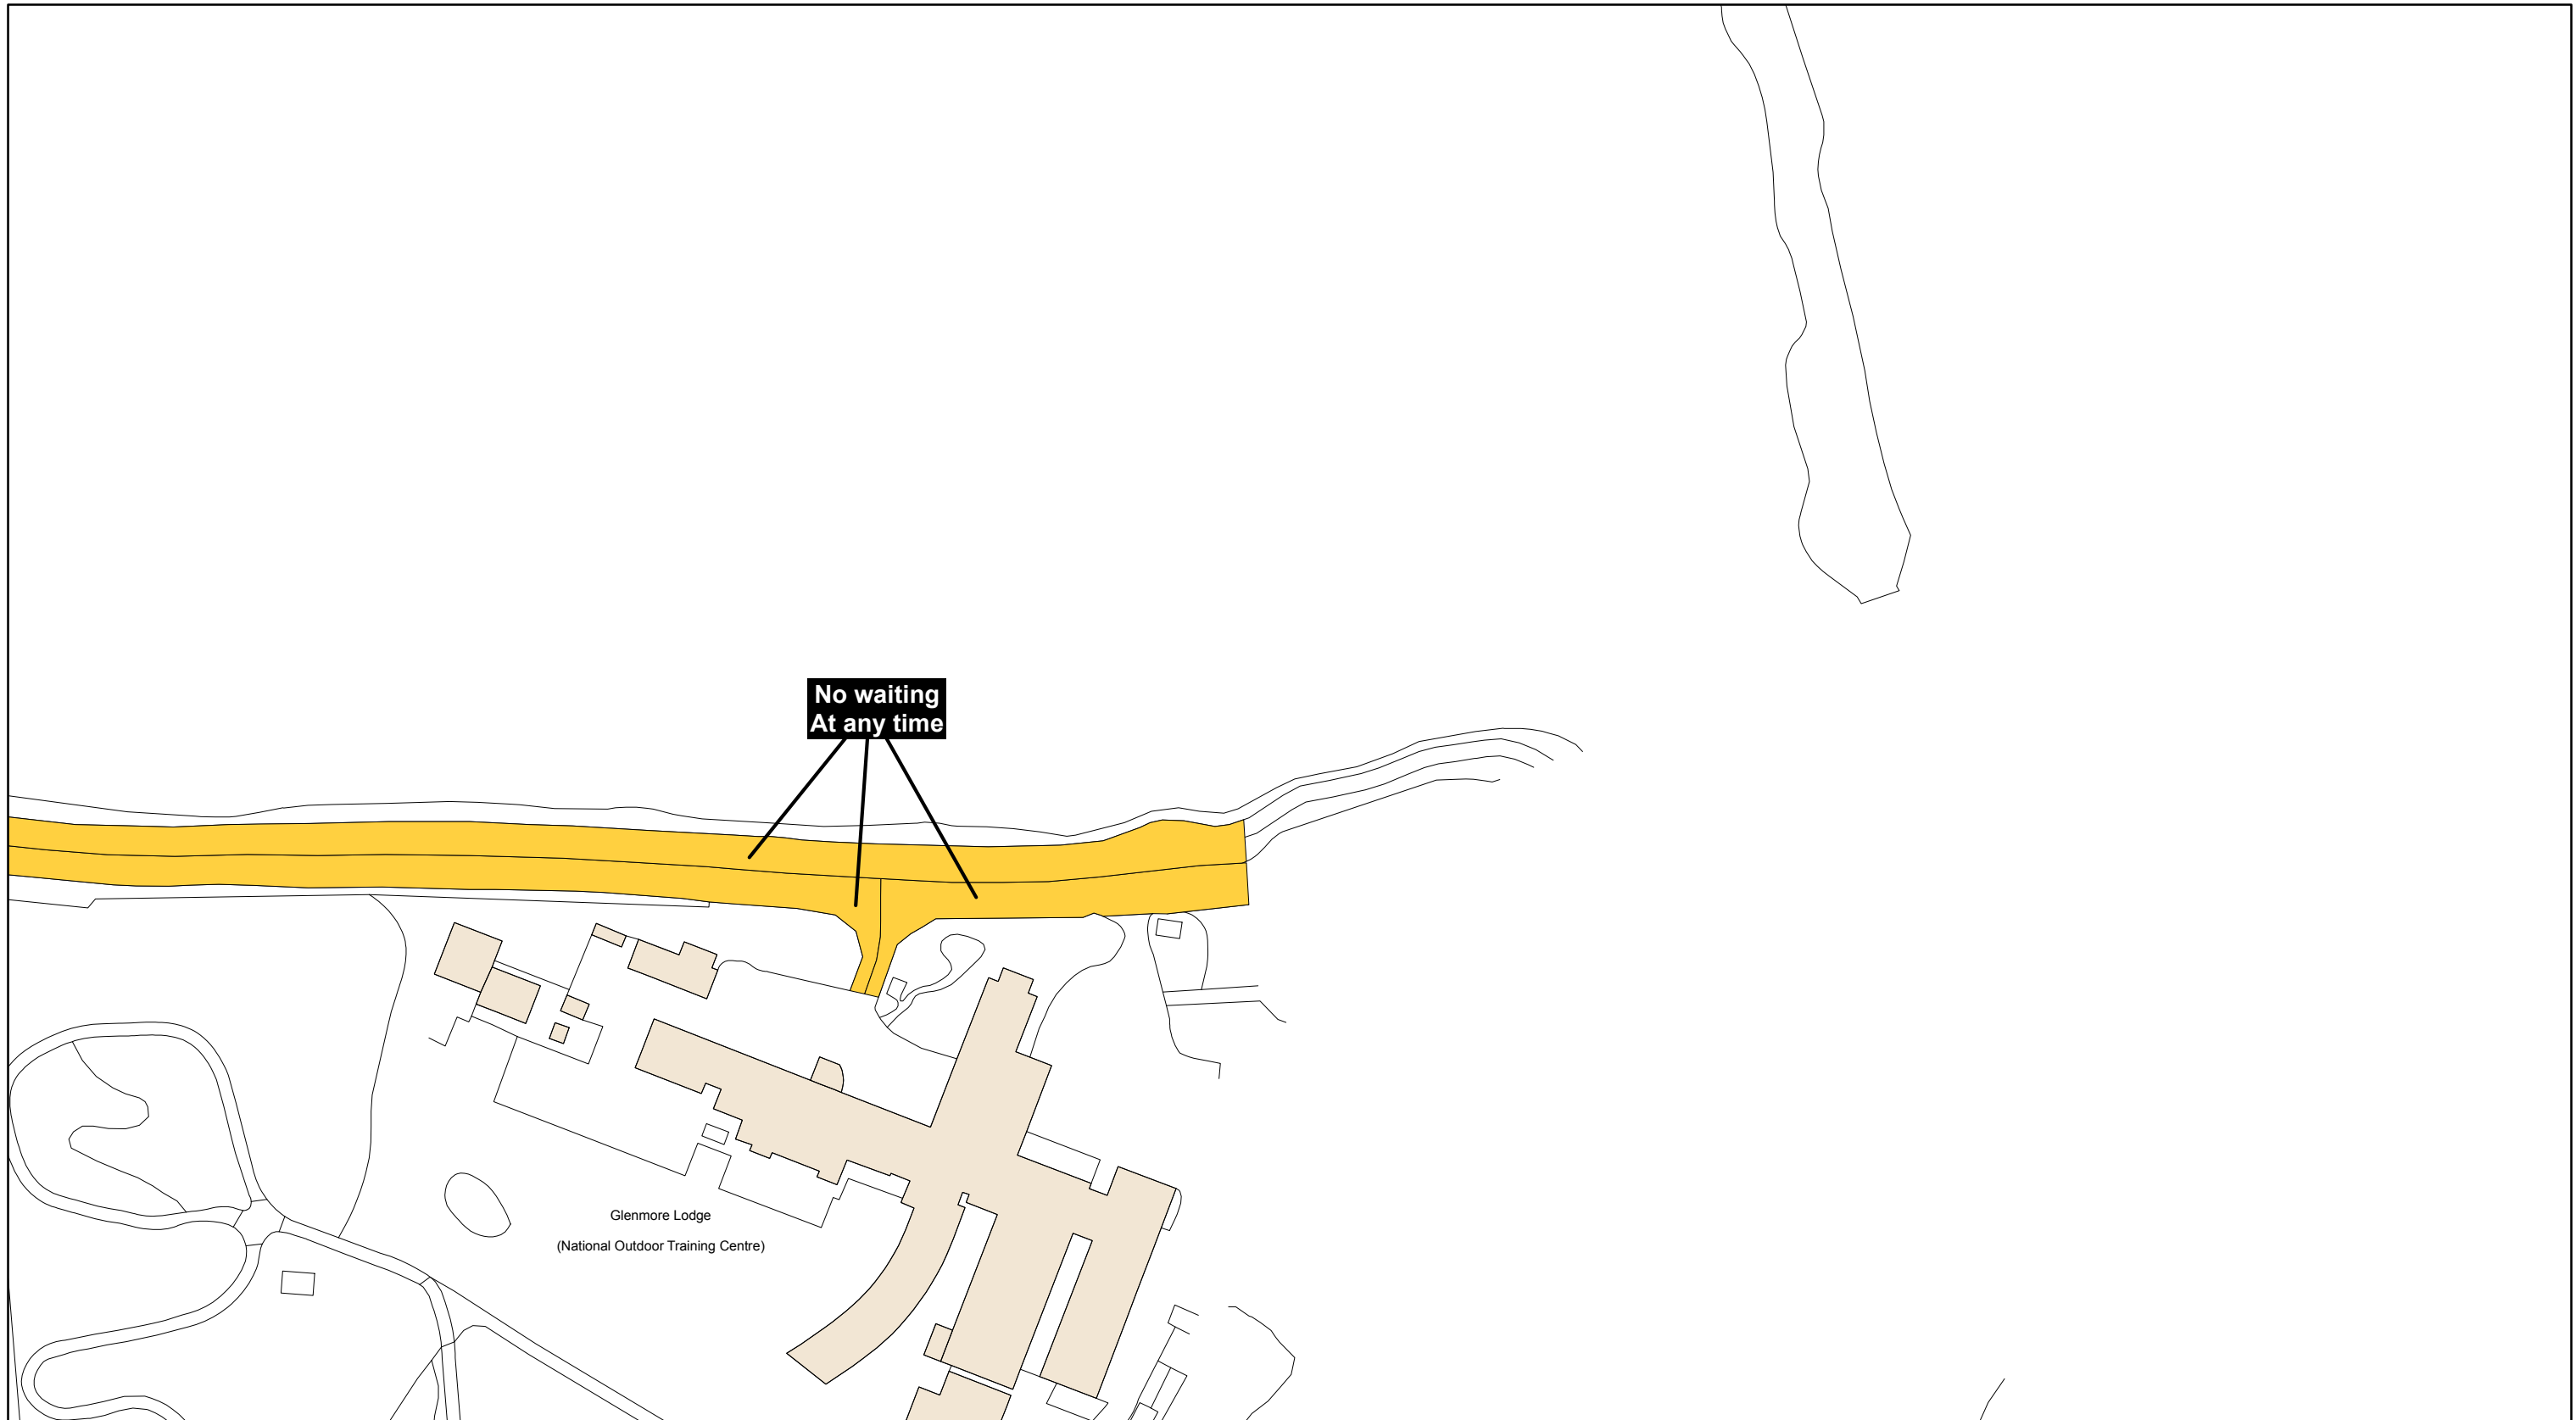 No waiting
At any time
Glenmore Lodge
(National Outdoor Training Centre)